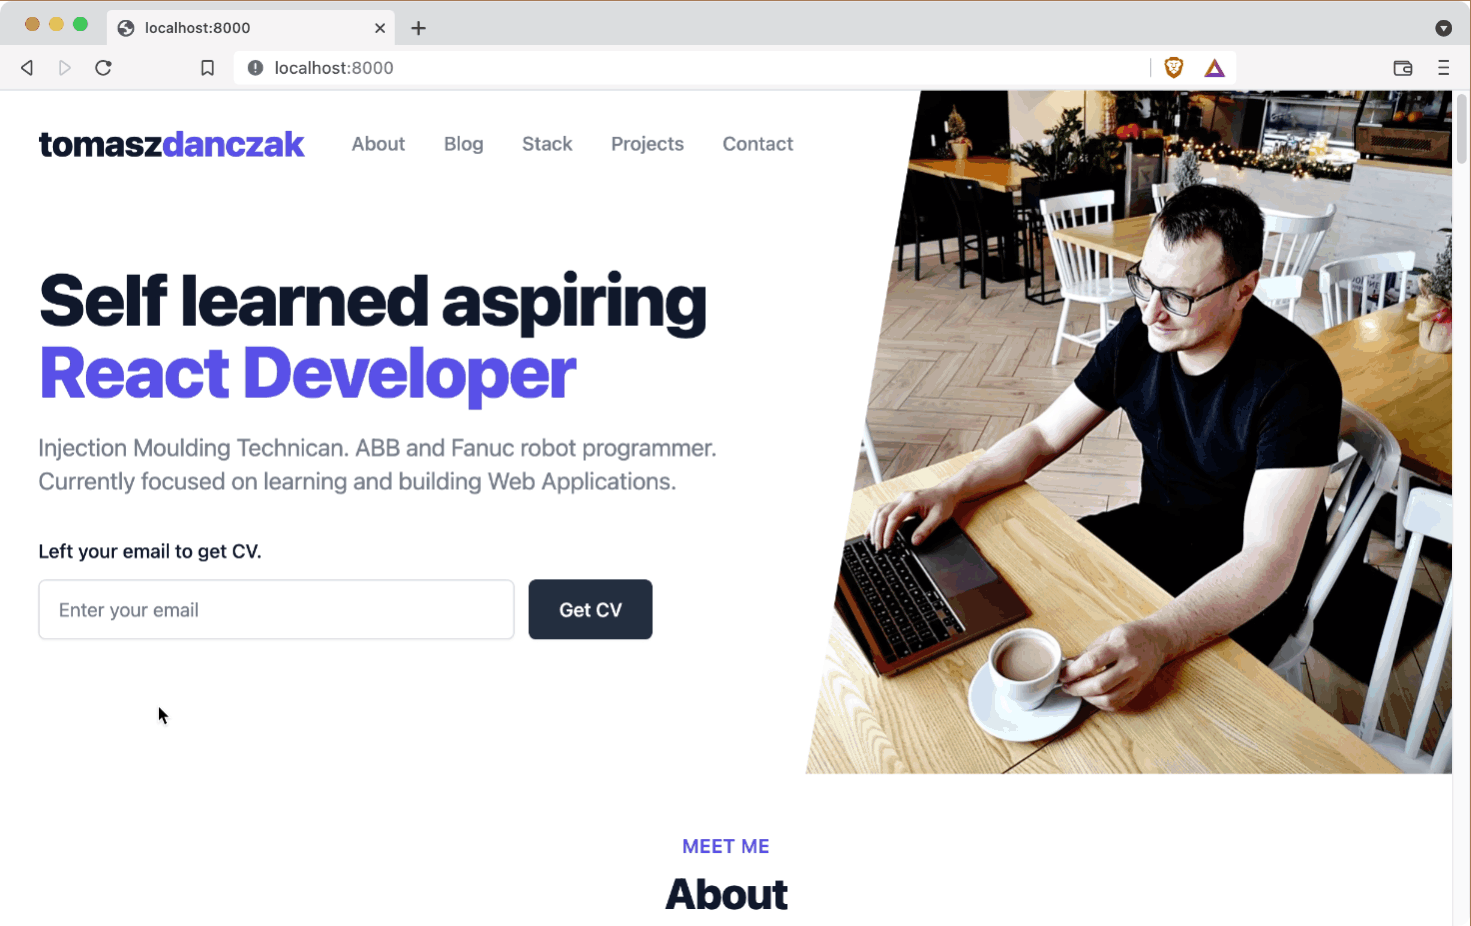 localhost:8000
localhost:8000
tomaszdanczak About Blog Stack Projects Contact
Self learned aspiring
React Developer
Injection Moulding Technican. ABB and Fanuc robot programmer.
Currently focused on learning and building Web Applications.
Left your email to get CV.
Enter your email Get CV
MEET ME
About